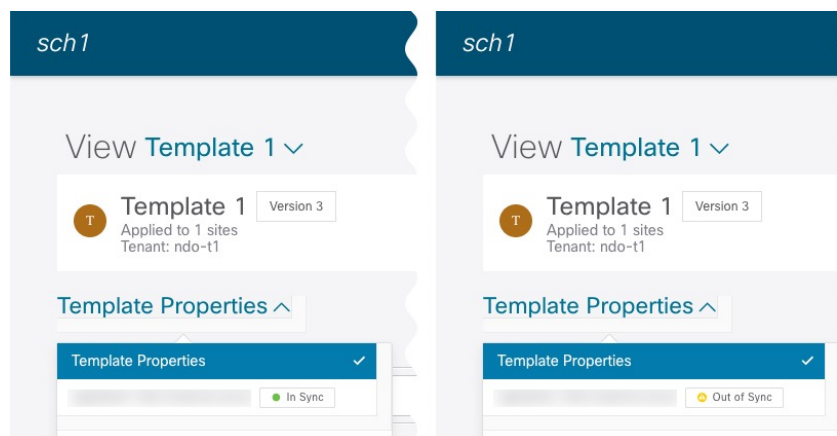 sch1
View Template 1
T
Template 1 Version 3
Applied to 1 sites
Tenant: ndo-t1
Template Properties
Template Properties
In Sync
sch1
View Template 1
T
Template 1 Version 3
Applied to 1 sites
Tenant: ndo-t1
Template Properties
Template Properties
Out of Sync